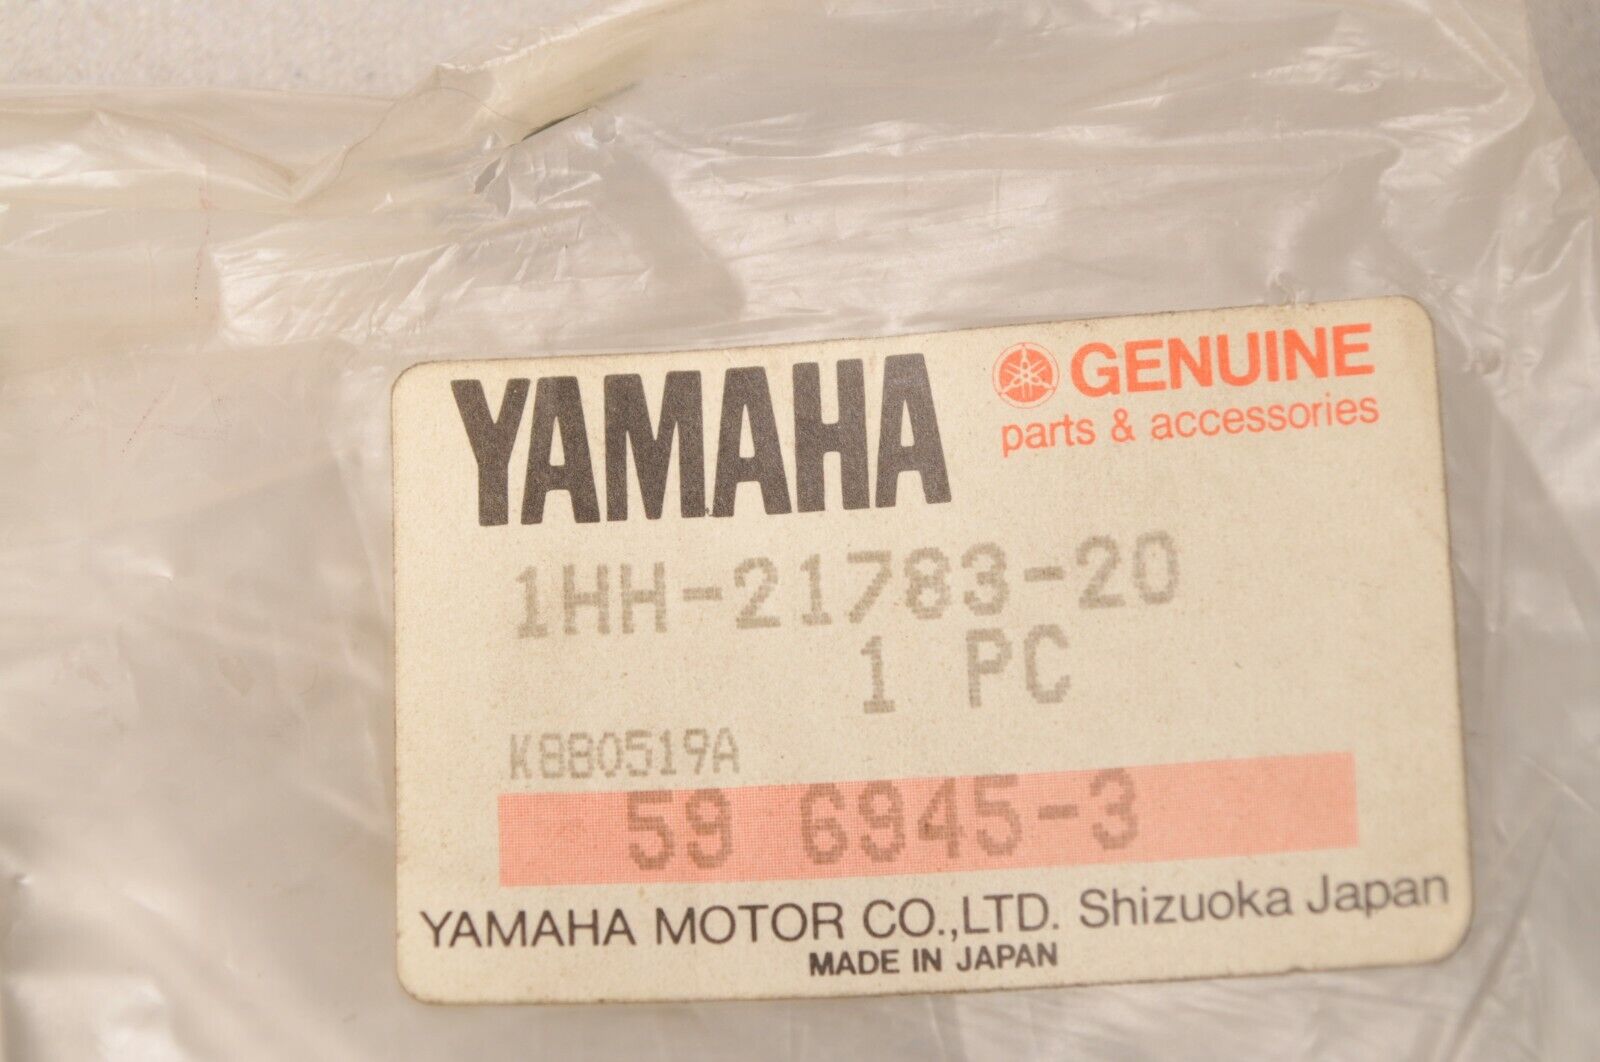 YAMAHA
GENUINE
parts & accessories
1HH-21783-20
1 PC
K880519A
59 6945-3
YAMAHA MOTOR CO.,LTD. Shizuoka Japan
MADE IN JAPAN